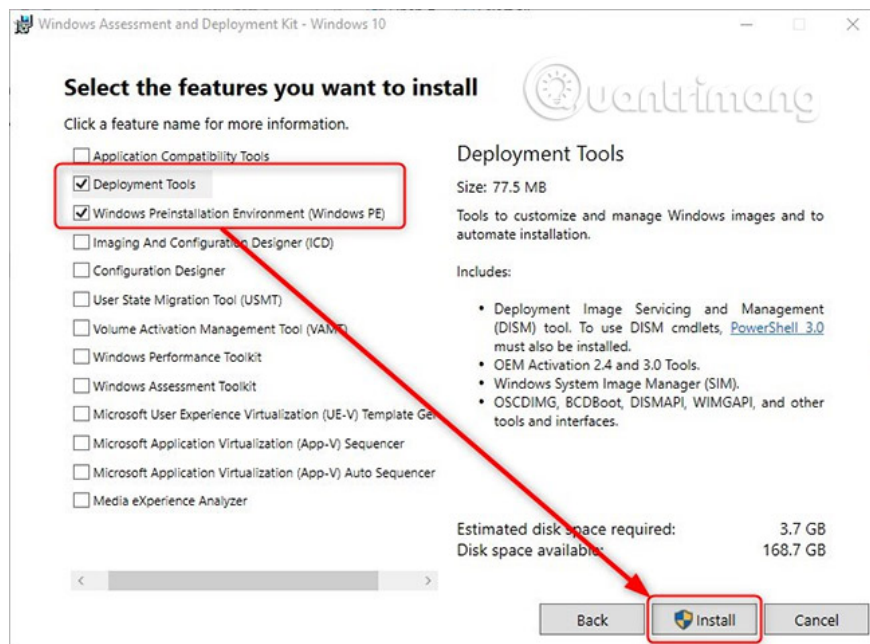 Windows Assessment and Deployment Kit - Windows 10
Select the features you want to install
Quantrimang
Click a feature name for more information.
Application Compatibility Tools
Deployment Tools
Windows Preinstallation Environment (Windows PE)
Imaging And Configuration Designer (ICD)
Configuration Designer
User State Migration Tool (USMT)
Volume Activation Management Tool (VAMT)
Windows Performance Toolkit
Windows Assessment Toolkit
Microsoft User Experience Virtualization (UE-V) Template Ge
Microsoft Application Virtualization (App-V) Sequencer
Microsoft Application Virtualization (App-V) Auto Sequencer
Media eXperience Analyzer
Deployment Tools
Size: 77.5 MB
Tools to customize and manage Windows images and to
automate installation.
Includes:
• Deployment Image Servicing and Management
(DISM) tool. To use DISM cmdlets, PowerShell 3.0
must also be installed.
• OEM Activation 2.4 and 3.0 Tools.
• Windows System Image Manager (SIM).
• OSCDIMG, BCDBoot, DISMAPI, WIMGAPI, and other
tools and interfaces.
Estimated disk space required: 3.7 GB
Disk space available: 168.7 GB
Back Install Cancel